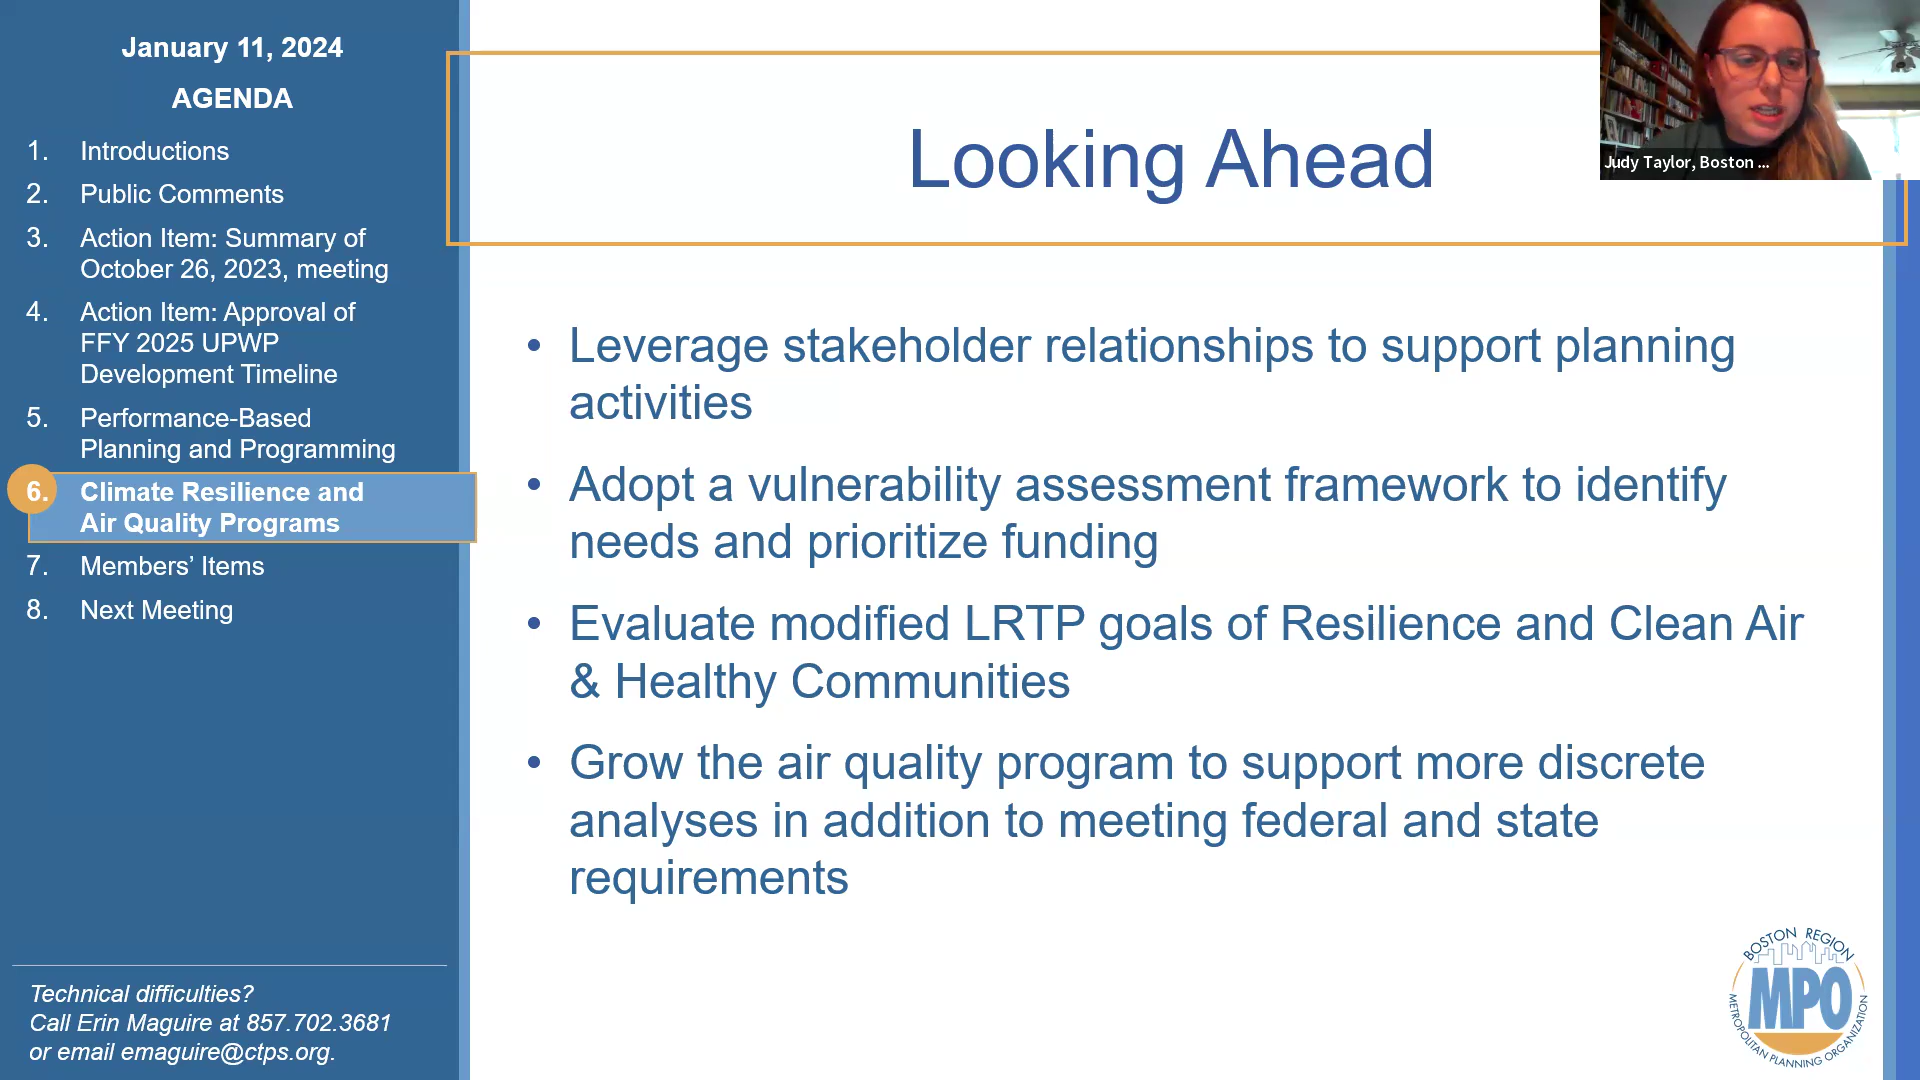 January 11, 2024
AGENDA
1. Introductions
2. Public Comments
3. Action Item: Summary of
October 26, 2023, meeting
4. Action Item: Approval of
FFY 2025 UPWP
Development Timeline
5. Performance-Based
Planning and Programming
6. Climate Resilience and
Air Quality Programs
7. Members’ Items
8. Next Meeting
Technical difficulties?
Call Erin Maguire at 857.702.3681
or email emaguire@ctps.org.
Looking Ahead
• Leverage stakeholder relationships to support planning
activities
• Adopt a vulnerability assessment framework to identify
needs and prioritize funding
• Evaluate modified LRTP goals of Resilience and Clean Air
& Healthy Communities
• Grow the air quality program to support more discrete
analyses in addition to meeting federal and state
requirements
Judy Taylor, Boston ...
BOSTON REGION
MPO
METROPOLITAN PLANNING ORGANIZATION